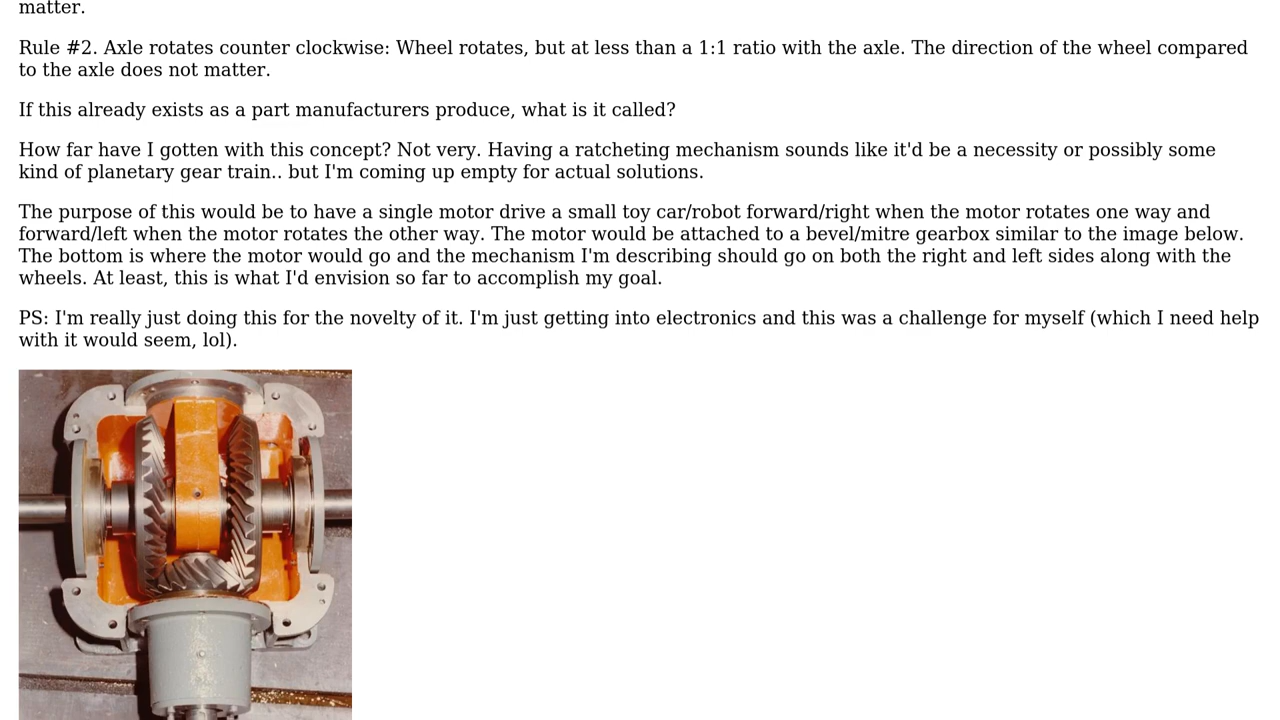 matter.
Rule #2. Axle rotates counter clockwise: Wheel rotates, but at less than a 1:1 ratio with the axle. The direction of the wheel compared
to the axle does not matter.
If this already exists as a part manufacturers produce, what is it called?
How far have I gotten with this concept? Not very. Having a ratcheting mechanism sounds like it'd be a necessity or possibly some
kind of planetary gear train.. but I'm coming up empty for actual solutions.
The purpose of this would be to have a single motor drive a small toy car/robot forward/right when the motor rotates one way and
forward/left when the motor rotates the other way. The motor would be attached to a bevel/mitre gearbox similar to the image below.
The bottom is where the motor would go and the mechanism I'm describing should go on both the right and left sides along with the
wheels. At least, this is what I'd envision so far to accomplish my goal.
PS: I'm really just doing this for the novelty of it. I'm just getting into electronics and this was a challenge for myself (which I need help
with it would seem, lol).